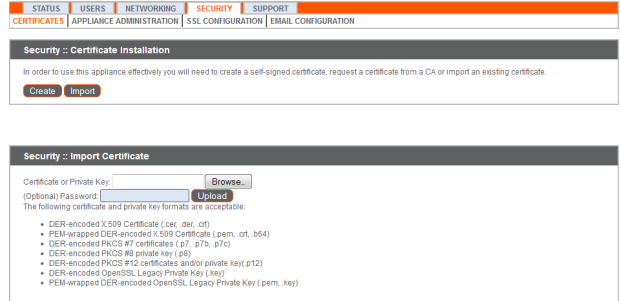 STATUS USERS NETWORKING SECURITY SUPPORT
CERTIFICATES APPLIANCE ADMINISTRATION SSL CONFIGURATION EMAIL CONFIGURATION
Security :: Certificate Installation
In order to use this appliance effectively you will need to create a self-signed certificate, request a certificate from a CA or import an existing certificate.
Create Import
Security :: Import Certificate
Certificate or Private Key: Browse..
(Optional) Password: Upload
The following certificate and private key formats are acceptable:
• DER-encoded X.509 Certificate (.cer, .der, .crt)
• PEM-wrapped DER-encoded X.509 Certificate (.pem, .crt, .b64)
• DER-encoded PKCS #7 certificates (.p7, .p7b, .p7c)
• DER-encoded PKCS #8 private key (.p8)
• DER-encoded PKCS #12 certificates and/or private key(.p12)
• DER-encoded OpenSSL Legacy Private Key (.key)
• PEM-wrapped DER-encoded OpenSSL Legacy Private Key (.pem, .key)